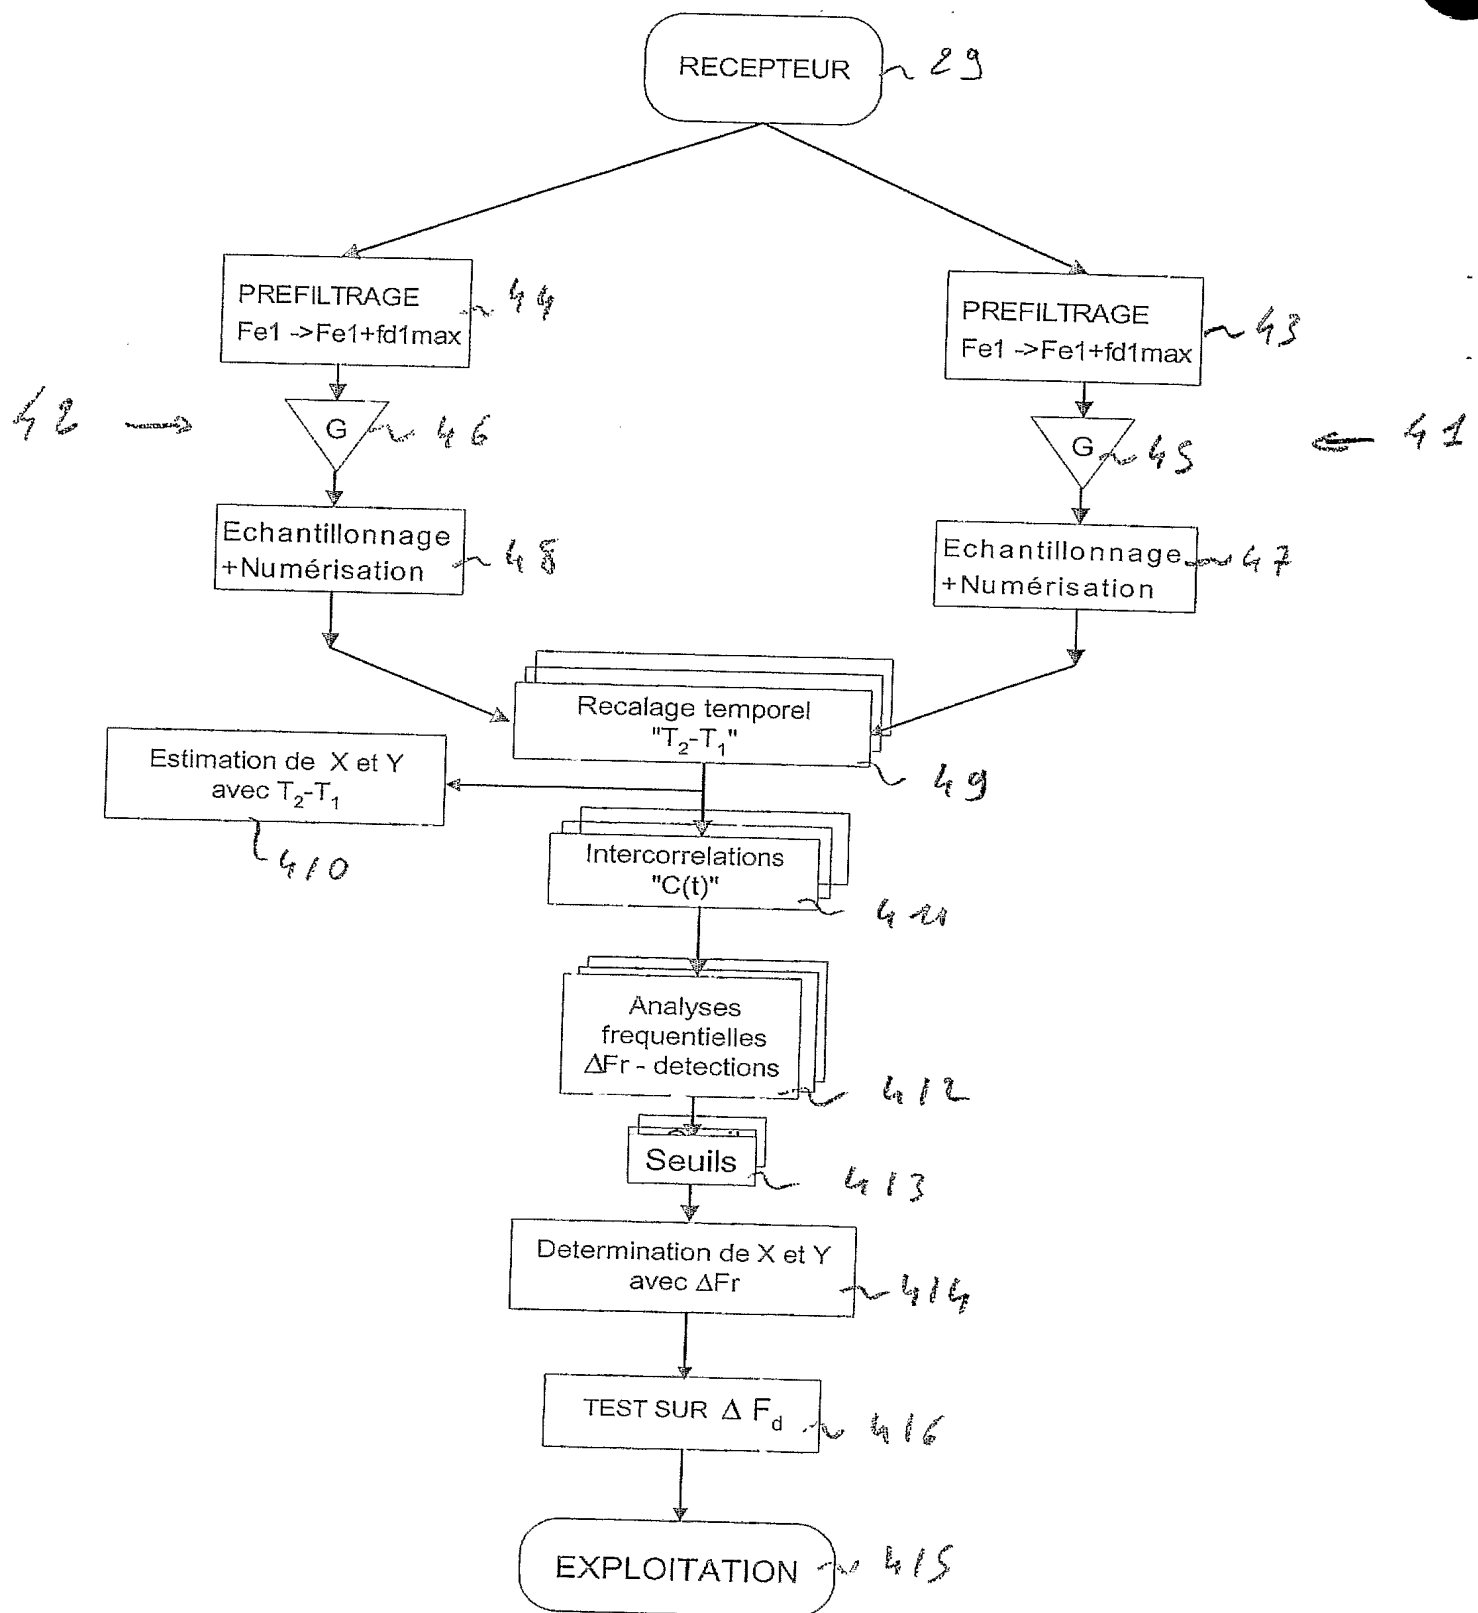 RECEPTEUR
29
PREFILTRAGE
Fe1 ->Fe1+fd1max
44
PREFILTRAGE
Fe1 ->Fe1+fd1max
43
42
G
46
G
45
41
Echantillonnage
+Numérisation
48
Echantillonnage
+Numérisation
47
Recalage temporel
"T₂-T₁"
49
Estimation de X et Y
avec T₂-T₁
410
Intercorrelations
"C(t)"
411
Analyses
frequentielles
ΔFr - detections
412
Seuils
413
Determination de X et Y
avec ΔFr
414
TEST SUR Δ F_d
416
EXPLOITATION
415